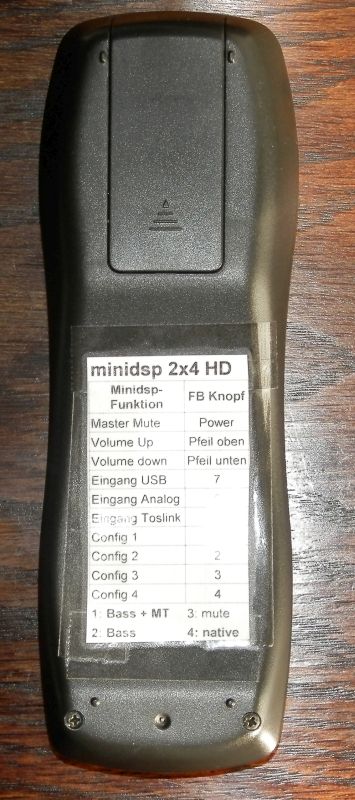 minidsp 2x4 HD
Minidsp-Funktion FB Knopf
Master Mute Power
Volume Up Pfeil oben
Volume down Pfeil unten
Eingang USB 7
Eingang Analog
Eingang Toslink
Config 1
Config 2 2
Config 3 3
Config 4 4
1: Bass + MT 3: mute
2: Bass 4: native